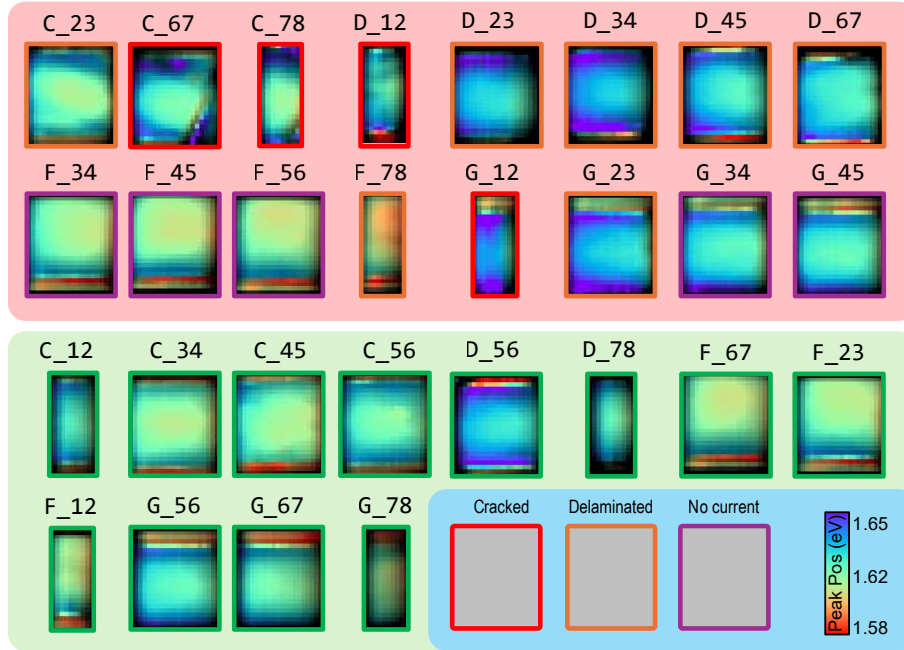 C_23 C_67 C_78 D_12 D_23 D_34 D_45 D_67
F_34 F_45 F_56 F_78 G_12 G_23 G_34 G_45
C_12 C_34 C_45 C_56 D_56 D_78 F_67 F_23
F_12 G_56 G_67 G_78
Cracked Delaminated No current
Peak Pos (eV)
1.65
1.62
1.58